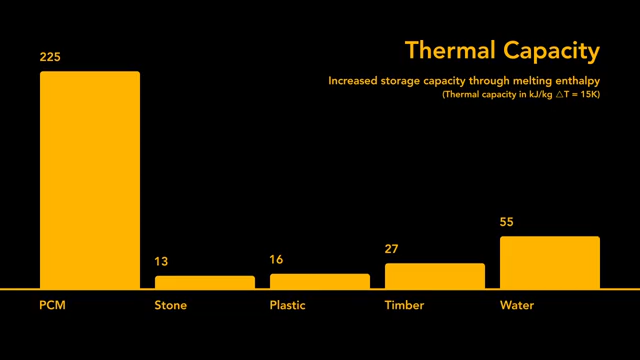 Thermal Capacity
Increased storage capacity through melting enthalpy
(Thermal capacity in kJ/kg △T = 15K)
225
13
16
27
55
PCM
Stone
Plastic
Timber
Water